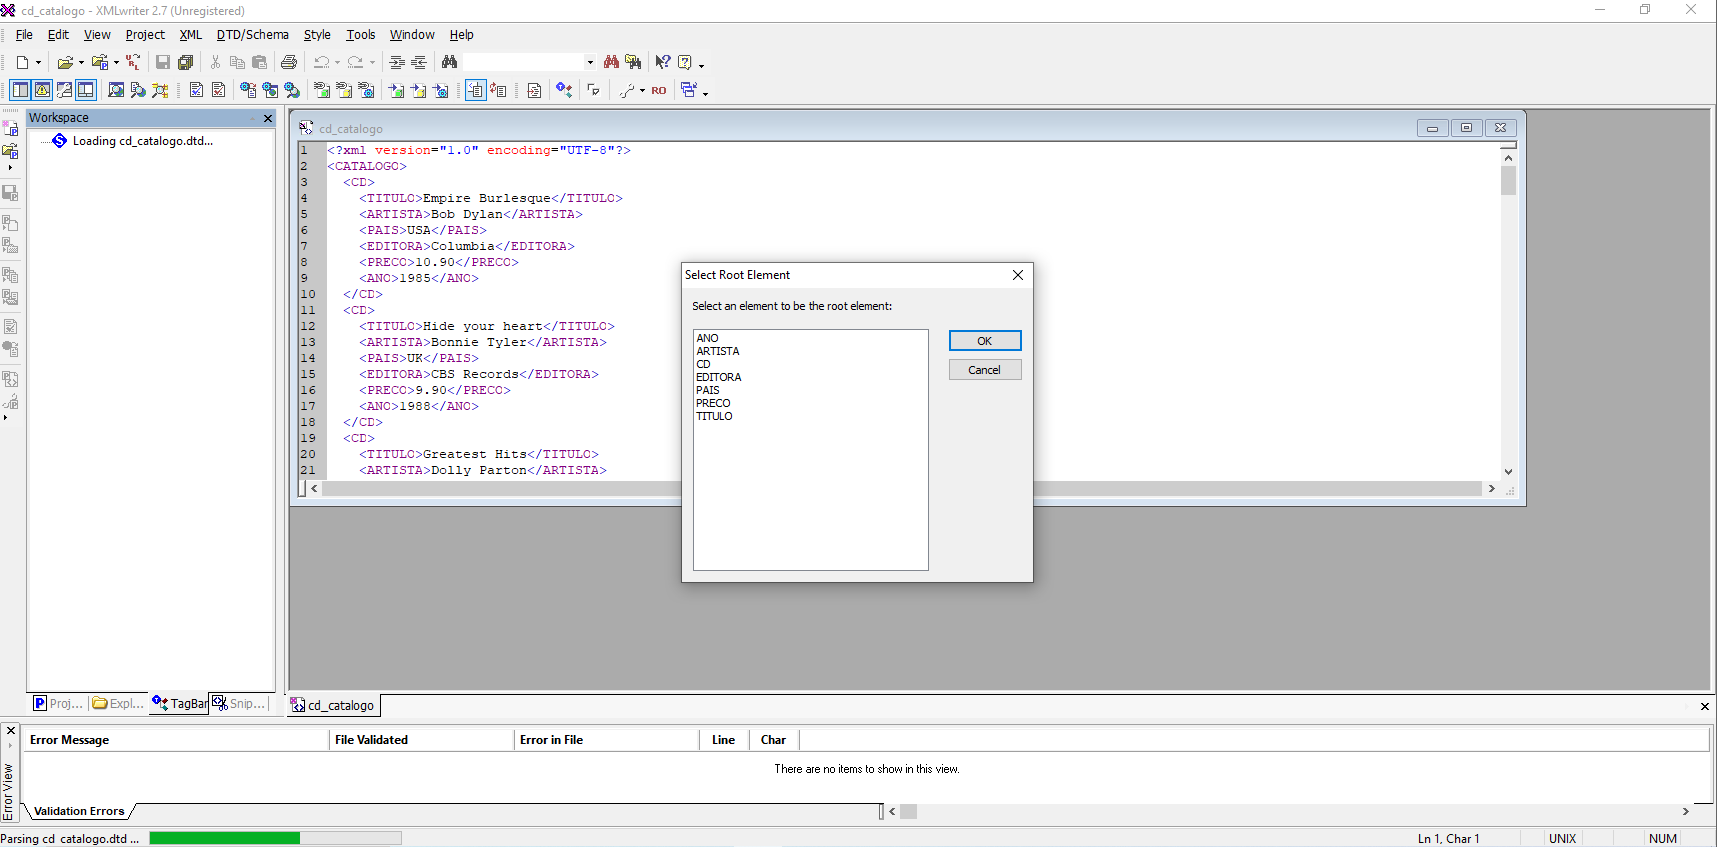 cd_catalogo - XMLwriter 2.7 (Unregistered)
File Edit View Project XML DTD/Schema Style Tools Window Help
RO
Workspace
Loading cd_catalogo.dtd...
cd_catalogo
1 <?xml version="1.0" encoding="UTF-8"?>
2 <CATALOGO>
3 <CD>
4 <TITULO>Empire Burlesque</TITULO>
5 <ARTISTA>Bob Dylan</ARTISTA>
6 <PAIS>USA</PAIS>
7 <EDITORA>Columbia</EDITORA>
8 <PRECO>10.90</PRECO>
9 <ANO>1985</ANO>
10 </CD>
11 <CD>
12 <TITULO>Hide your heart</TITULO>
13 <ARTISTA>Bonnie Tyler</ARTISTA>
14 <PAIS>UK</PAIS>
15 <EDITORA>CBS Records</EDITORA>
16 <PRECO>9.90</PRECO>
17 <ANO>1988</ANO>
18 </CD>
19 <CD>
20 <TITULO>Greatest Hits</TITULO>
21 <ARTISTA>Dolly Parton</ARTISTA>
Select Root Element
Select an element to be the root element:
ANO
ARTISTA
CD
EDITORA
PAIS
PRECO
TITULO
OK
Cancel
Proj... Expl... TagBar Snip...
cd_catalogo
Error View
Error Message File Validated Error in File Line Char
There are no items to show in this view.
Validation Errors
Parsing cd_catalogo.dtd ... Ln 1, Char 1 UNIX NUM